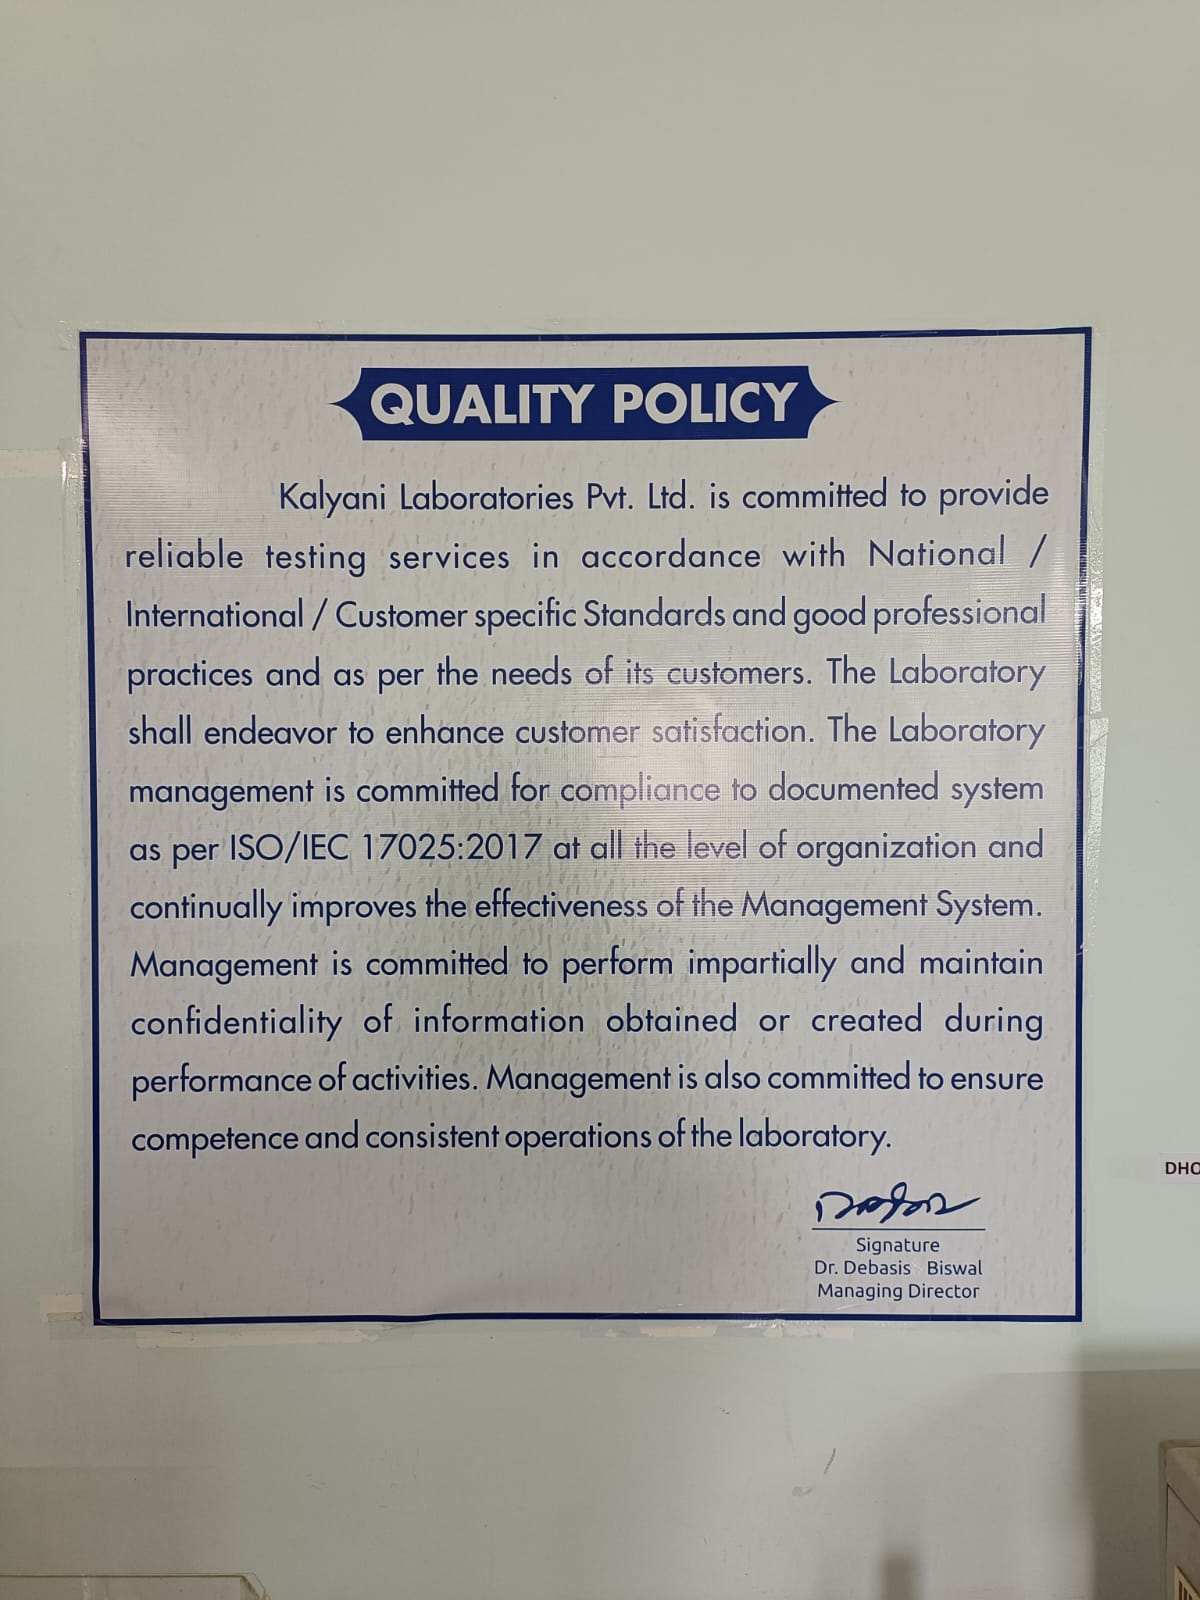 QUALITY POLICY
Kalyani Laboratories Pvt. Ltd. is committed to provide
reliable testing services in accordance with National /
International / Customer specific Standards and good professional
practices and as per the needs of its customers. The Laboratory
shall endeavor to enhance customer satisfaction. The Laboratory
management is committed for compliance to documented system
as per ISO/IEC 17025:2017 at all the level of organization and
continually improves the effectiveness of the Management System.
Management is committed to perform impartially and maintain
confidentiality of information obtained or created during
performance of activities. Management is also committed to ensure
competence and consistent operations of the laboratory.
Signature
Dr. Debasis Biswal
Managing Director